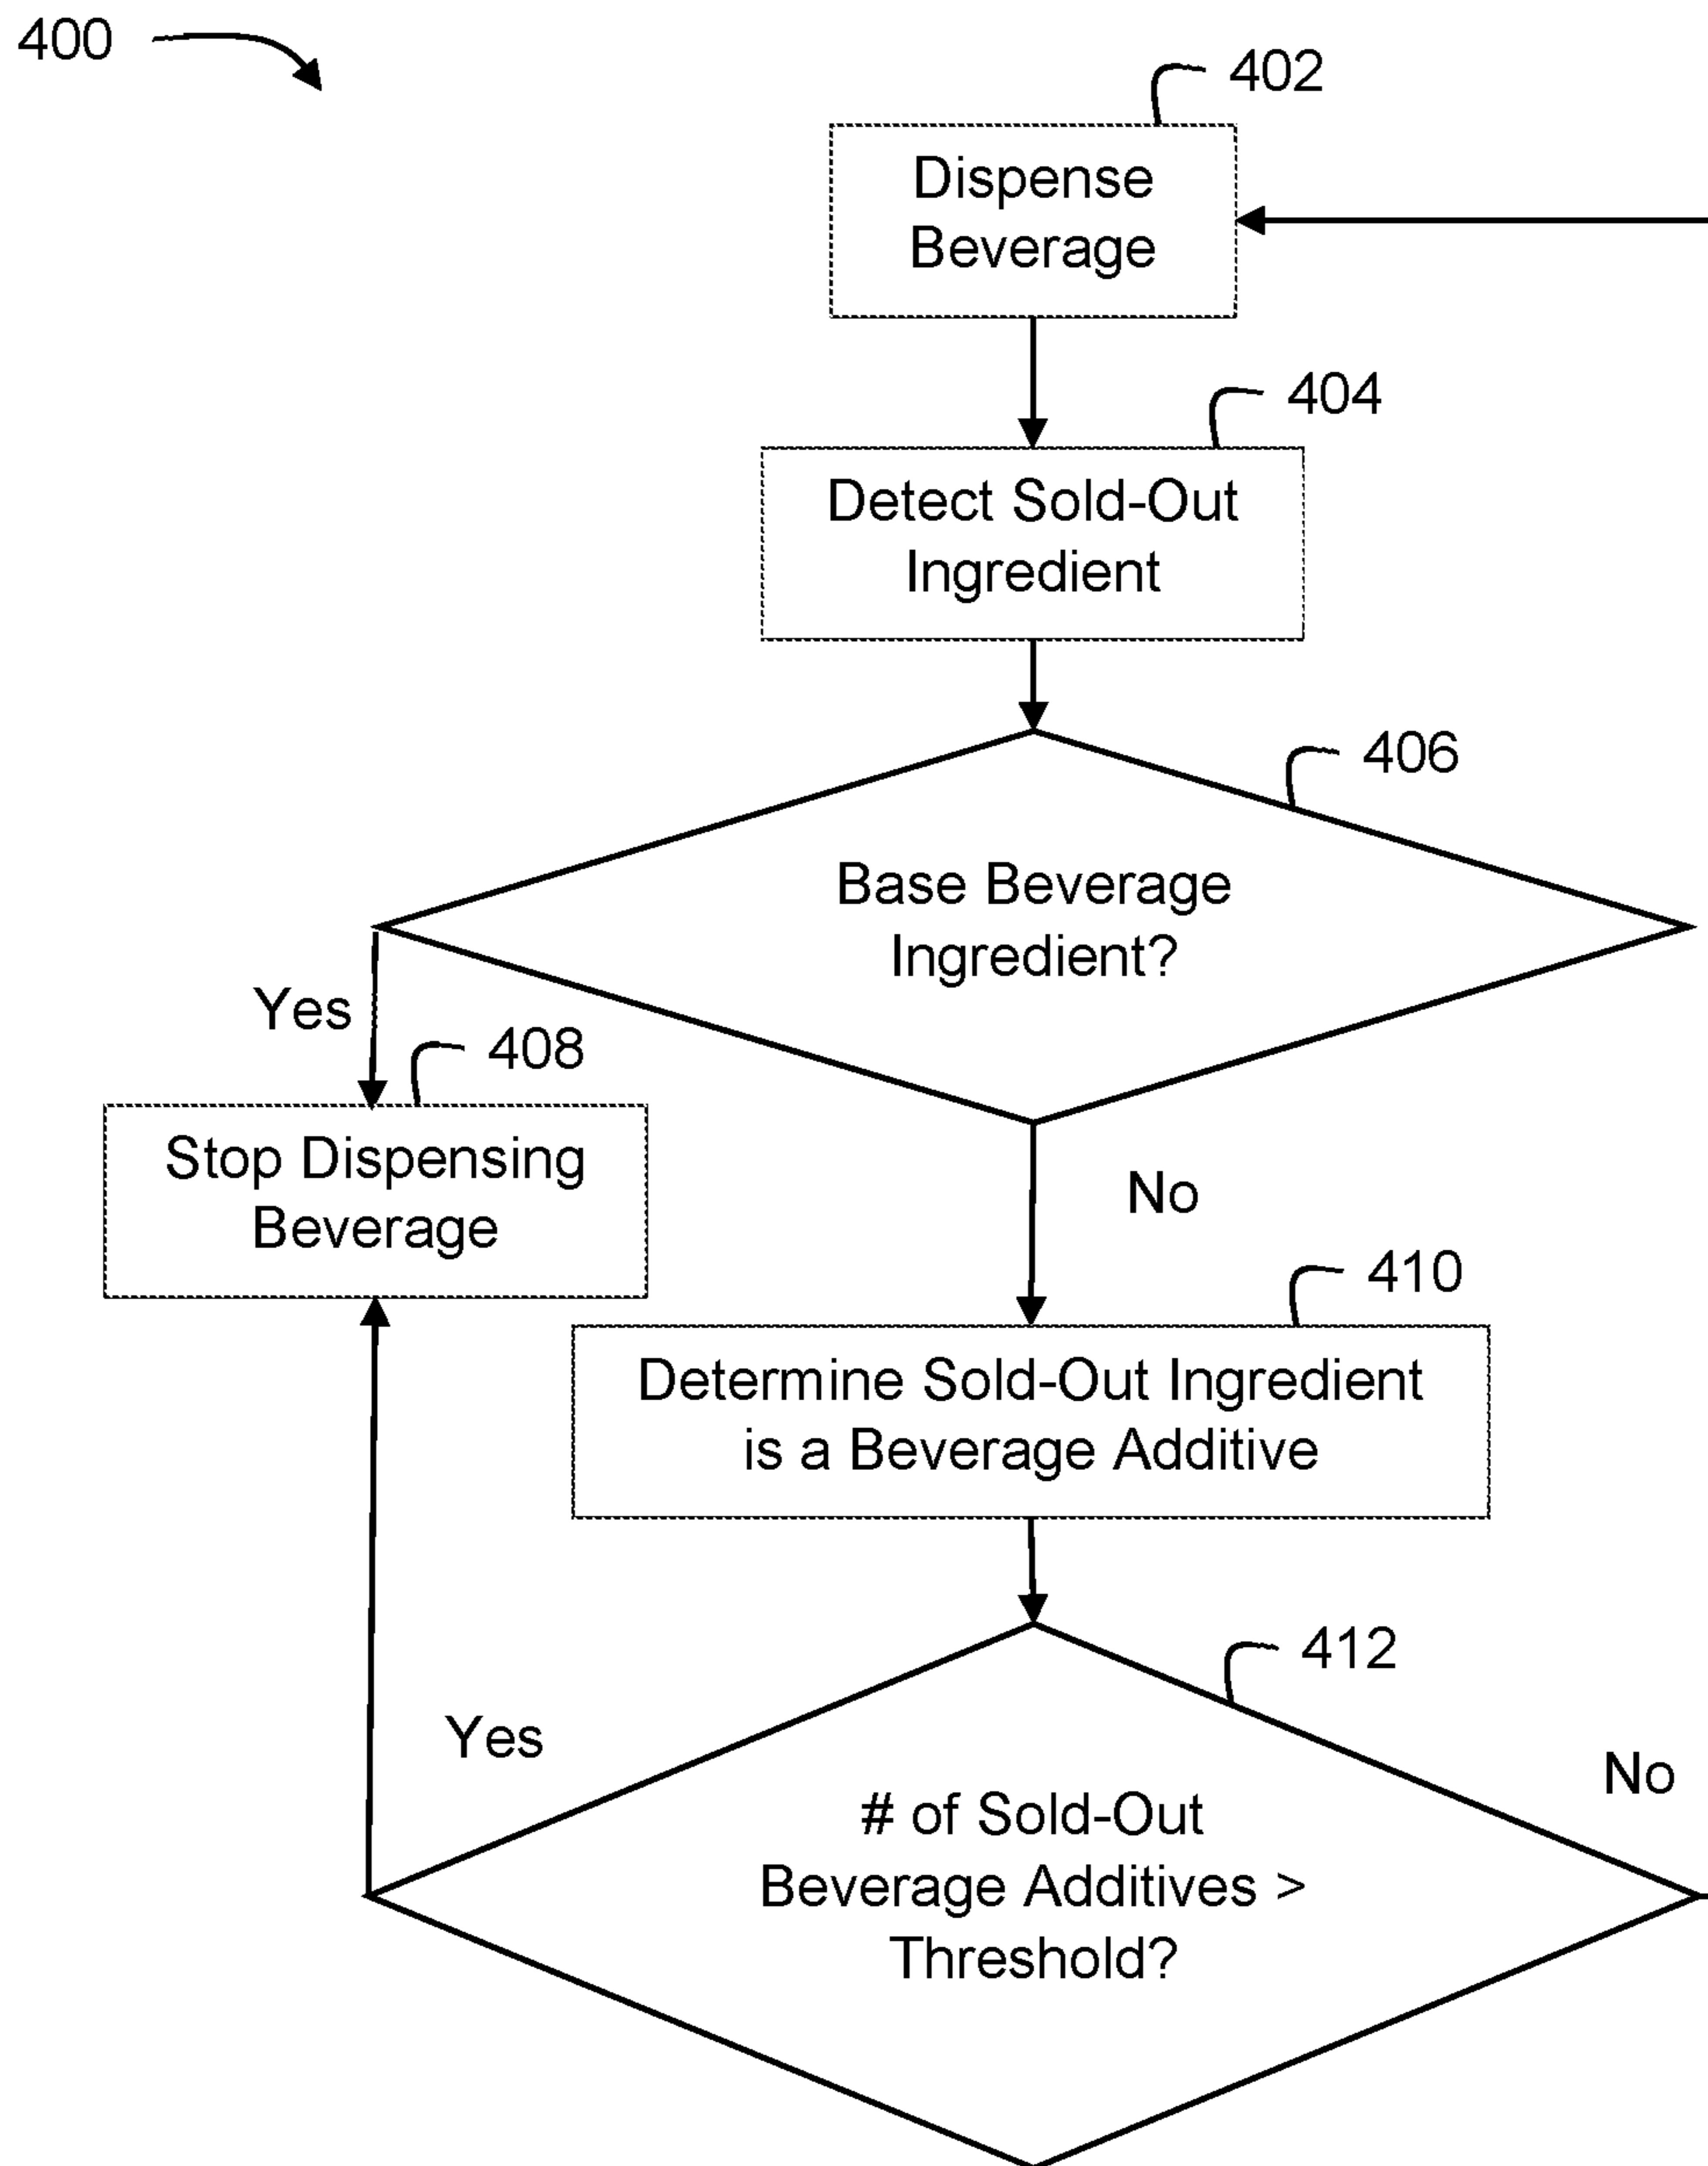 400
402
Dispense
Beverage
404
Detect Sold-Out
Ingredient
406
Base Beverage
Ingredient?
Yes
408
Stop Dispensing
Beverage
No
410
Determine Sold-Out Ingredient
is a Beverage Additive
412
Yes
No
# of Sold-Out
Beverage Additives >
Threshold?